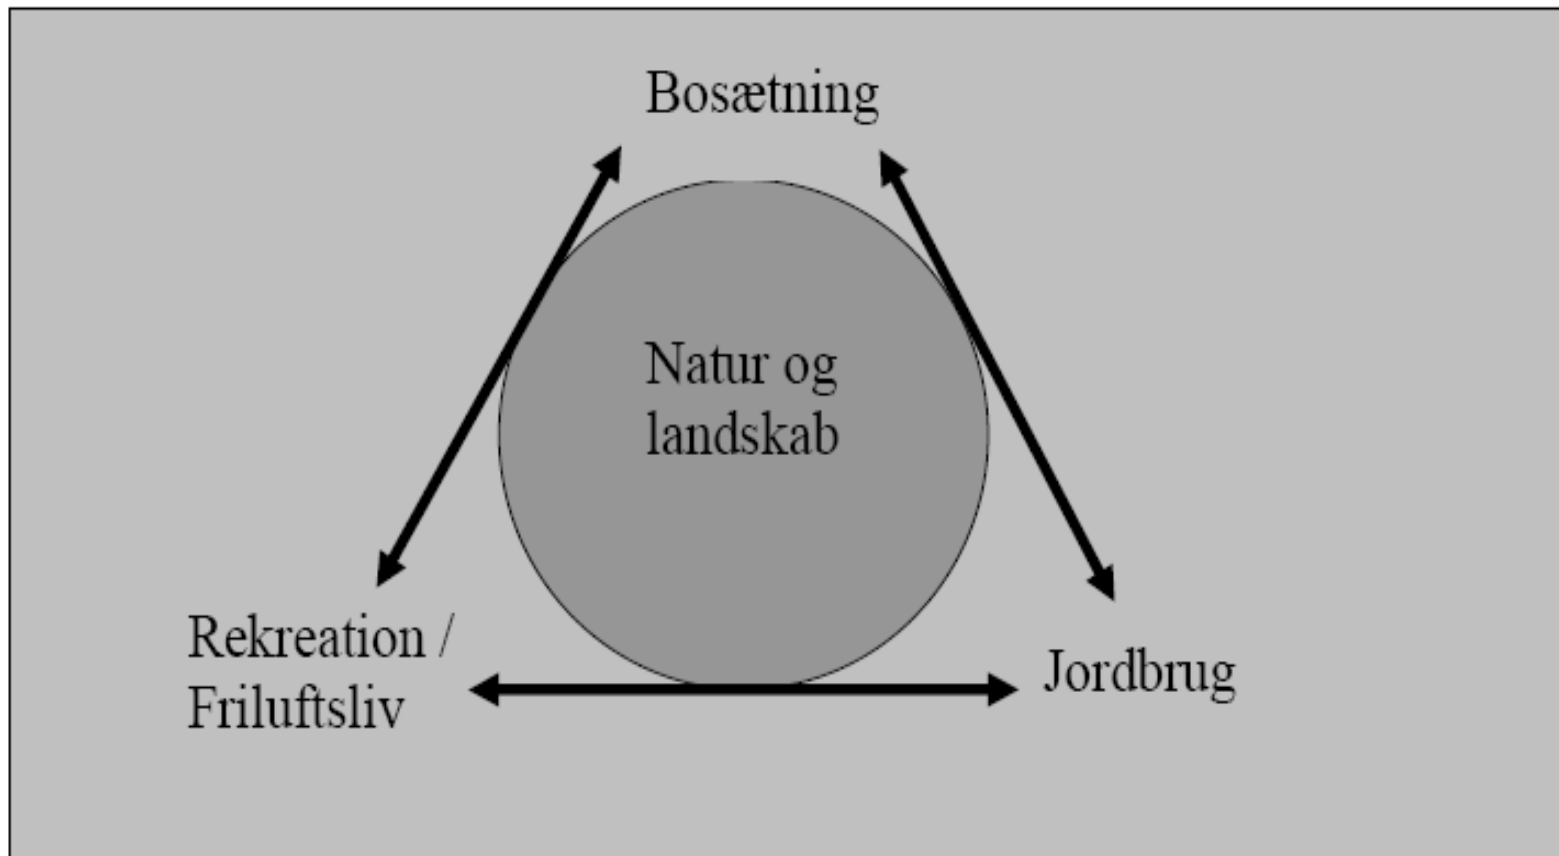 Bosætning
Natur og
landskab
Rekreation /
Friluftsliv
Jordbrug